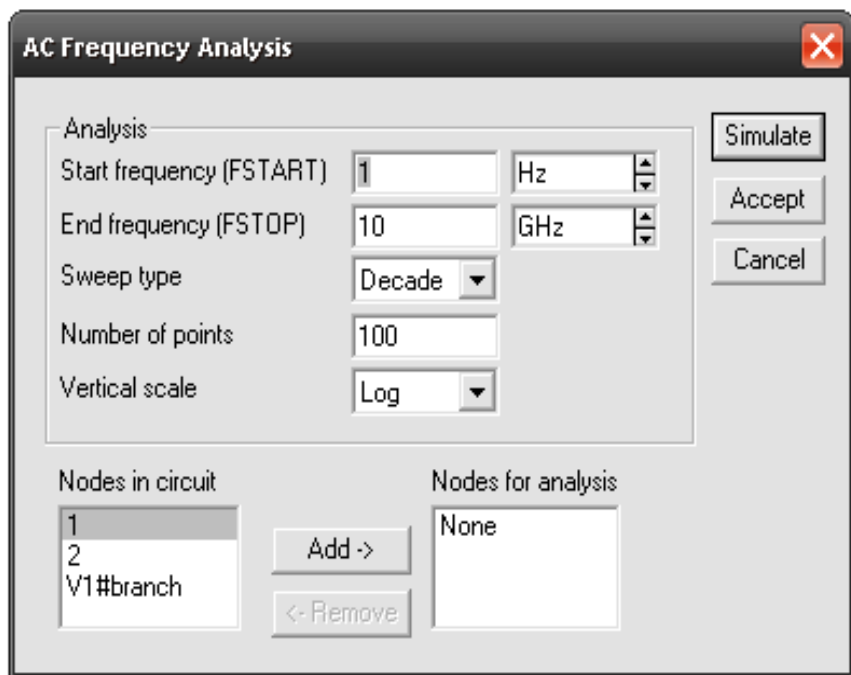 AC Frequency Analysis
Analysis
Simulate
Start frequency (FSTART) 1 Hz
Accept
End frequency (FSTOP) 10 GHz
Cancel
Sweep type Decade
Number of points 100
Vertical scale Log
Nodes in circuit Nodes for analysis
1 None
2 Add ->
V1#branch
<- Remove